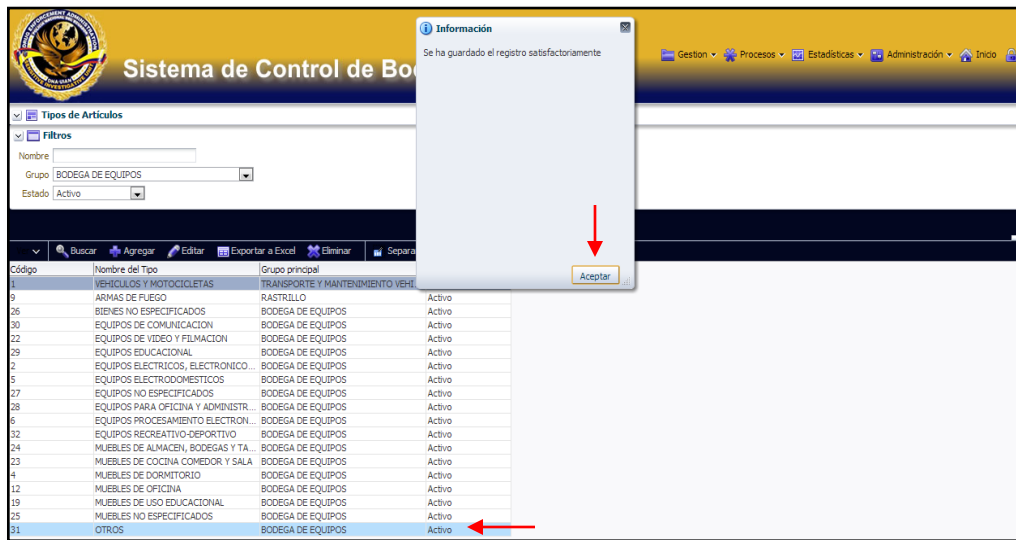 Información
Se ha guardado el registro satisfactoriamente
Sistema de Control de Bo
Gestion Procesos Estadísticas Administración Inicio
Tipos de Artículos
Filtros
Nombre
Grupo BODEGA DE EQUIPOS
Estado Activo
Buscar Agregar Editar Exportar a Excel Eliminar Separa
Aceptar
Código Nombre del Tipo Grupo principal
1 VEHICULOS Y MOTOCICLETAS TRANSPORTE Y MANTENIMIENTO VEHI...
9 ARMAS DE FUEGO RASTRILLO Activo
26 BIENES NO ESPECIFICADOS BODEGA DE EQUIPOS Activo
30 EQUIPOS DE COMUNICACION BODEGA DE EQUIPOS Activo
22 EQUIPOS DE VIDEO Y FILMACION BODEGA DE EQUIPOS Activo
29 EQUIPOS EDUCACIONAL BODEGA DE EQUIPOS Activo
2 EQUIPOS ELECTRICOS, ELECTRONICO... BODEGA DE EQUIPOS Activo
5 EQUIPOS ELECTRODOMESTICOS BODEGA DE EQUIPOS Activo
27 EQUIPOS NO ESPECIFICADOS BODEGA DE EQUIPOS Activo
28 EQUIPOS PARA OFICINA Y ADMINISTR... BODEGA DE EQUIPOS Activo
6 EQUIPOS PROCESAMIENTO ELECTRON... BODEGA DE EQUIPOS Activo
32 EQUIPOS RECREATIVO-DEPORTIVO BODEGA DE EQUIPOS Activo
24 MUEBLES DE ALMACEN, BODEGAS Y TA... BODEGA DE EQUIPOS Activo
23 MUEBLES DE COCINA COMEDOR Y SALA BODEGA DE EQUIPOS Activo
4 MUEBLES DE DORMITORIO BODEGA DE EQUIPOS Activo
12 MUEBLES DE OFICINA BODEGA DE EQUIPOS Activo
19 MUEBLES DE USO EDUCACIONAL BODEGA DE EQUIPOS Activo
25 MUEBLES NO ESPECIFICADOS BODEGA DE EQUIPOS Activo
31 OTROS BODEGA DE EQUIPOS Activo